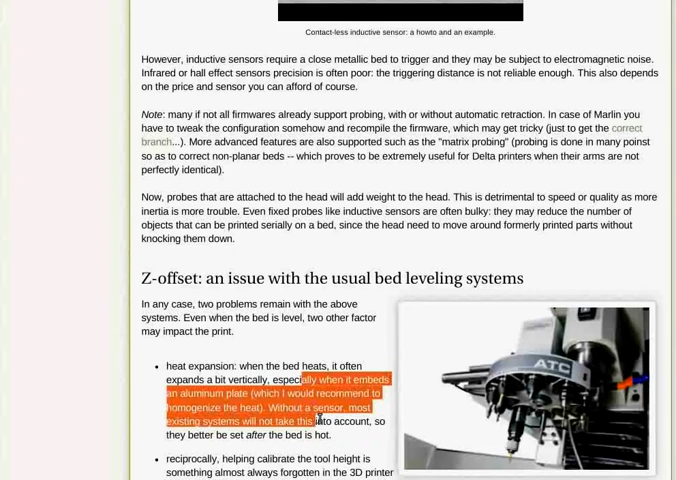 Contact-less inductive sensor: a howto and an example.
However, inductive sensors require a close metallic bed to trigger and they may be subject to electromagnetic noise.
Infrared or hall effect sensors precision is often poor: the triggering distance is not reliable enough. This also depends
on the price and sensor you can afford of course.
Note: many if not all firmwares already support probing, with or without automatic retraction. In case of Marlin you
have to tweak the configuration somehow and recompile the firmware, which may get tricky (just to get the correct
branch...). More advanced features are also supported such as the "matrix probing" (probing is done in many poinst
so as to correct non-planar beds -- which proves to be extremely useful for Delta printers when their arms are not
perfectly identical).
Now, probes that are attached to the head will add weight to the head. This is detrimental to speed or quality as more
inertia is more trouble. Even fixed probes like inductive sensors are often bulky: they may reduce the number of
objects that can be printed serially on a bed, since the head need to move around formerly printed parts without
knocking them down.
Z-offset: an issue with the usual bed leveling systems
In any case, two problems remain with the above
systems. Even when the bed is level, two other factor
may impact the print.
• heat expansion: when the bed heats, it often
expands a bit vertically, especially when it embeds
an aluminum plate (which I would recommend to
homogenize the heat). Without a sensor, most
existing systems will not take this into account, so
they better be set after the bed is hot.
• reciprocally, helping calibrate the tool height is
something almost always forgotten in the 3D printer
ATC